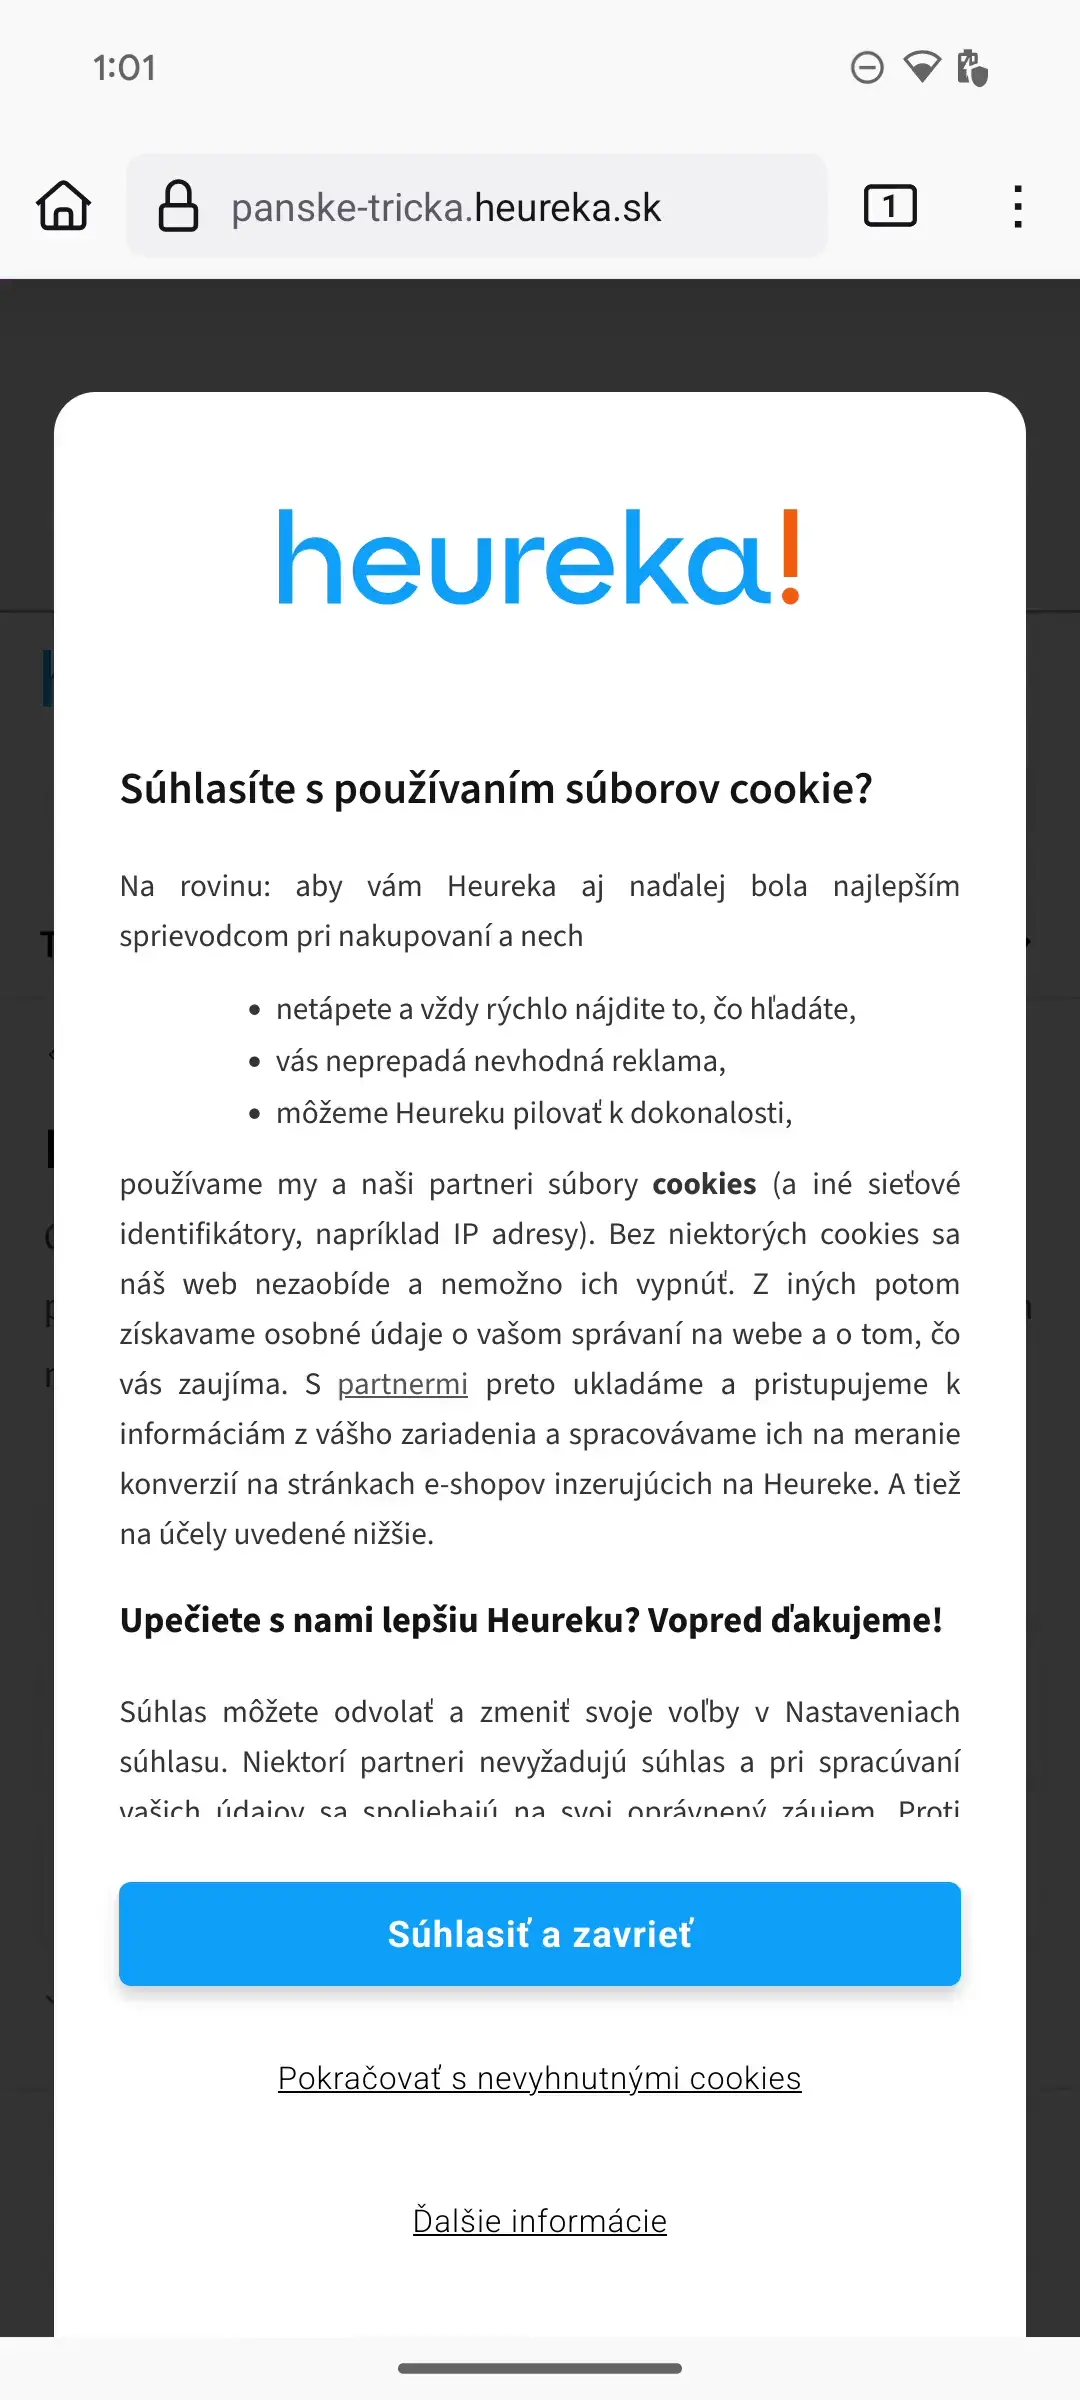 1:01
panske-tricka.heureka.sk
1
heureka!
Súhlasíte s používaním súborov cookie?
Na rovinu: aby vám Heureka aj naďalej bola najlepším
sprievodcom pri nakupovaní a nech
• netápete a vždy rýchlo nájdite to, čo hľadáte,
• vás neprepadá nevhodná reklama,
• môžeme Heureku pilovať k dokonalosti,
používame my a naši partneri súbory cookies (a iné sieťové
identifikátory, napríklad IP adresy). Bez niektorých cookies sa
náš web nezaobíde a nemožno ich vypnúť. Z iných potom
získavame osobné údaje o vašom správaní na webe a o tom, čo
vás zaujíma. S partnermi preto ukladáme a pristupujeme k
informáciám z vášho zariadenia a spracovávame ich na meranie
konverzií na stránkach e-shopov inzerujúcich na Heureke. A tiež
na účely uvedené nižšie.
Upečiete s nami lepšiu Heureku? Vopred ďakujeme!
Súhlas môžete odvolať a zmeniť svoje voľby v Nastaveniach
súhlasu. Niektorí partneri nevyžadujú súhlas a pri spracúvaní
vašich údajov sa spoliehajú na svoj oprávnený záujem. Proti
Súhlasiť a zavrieť
Pokračovať s nevyhnutnými cookies
Ďalšie informácie